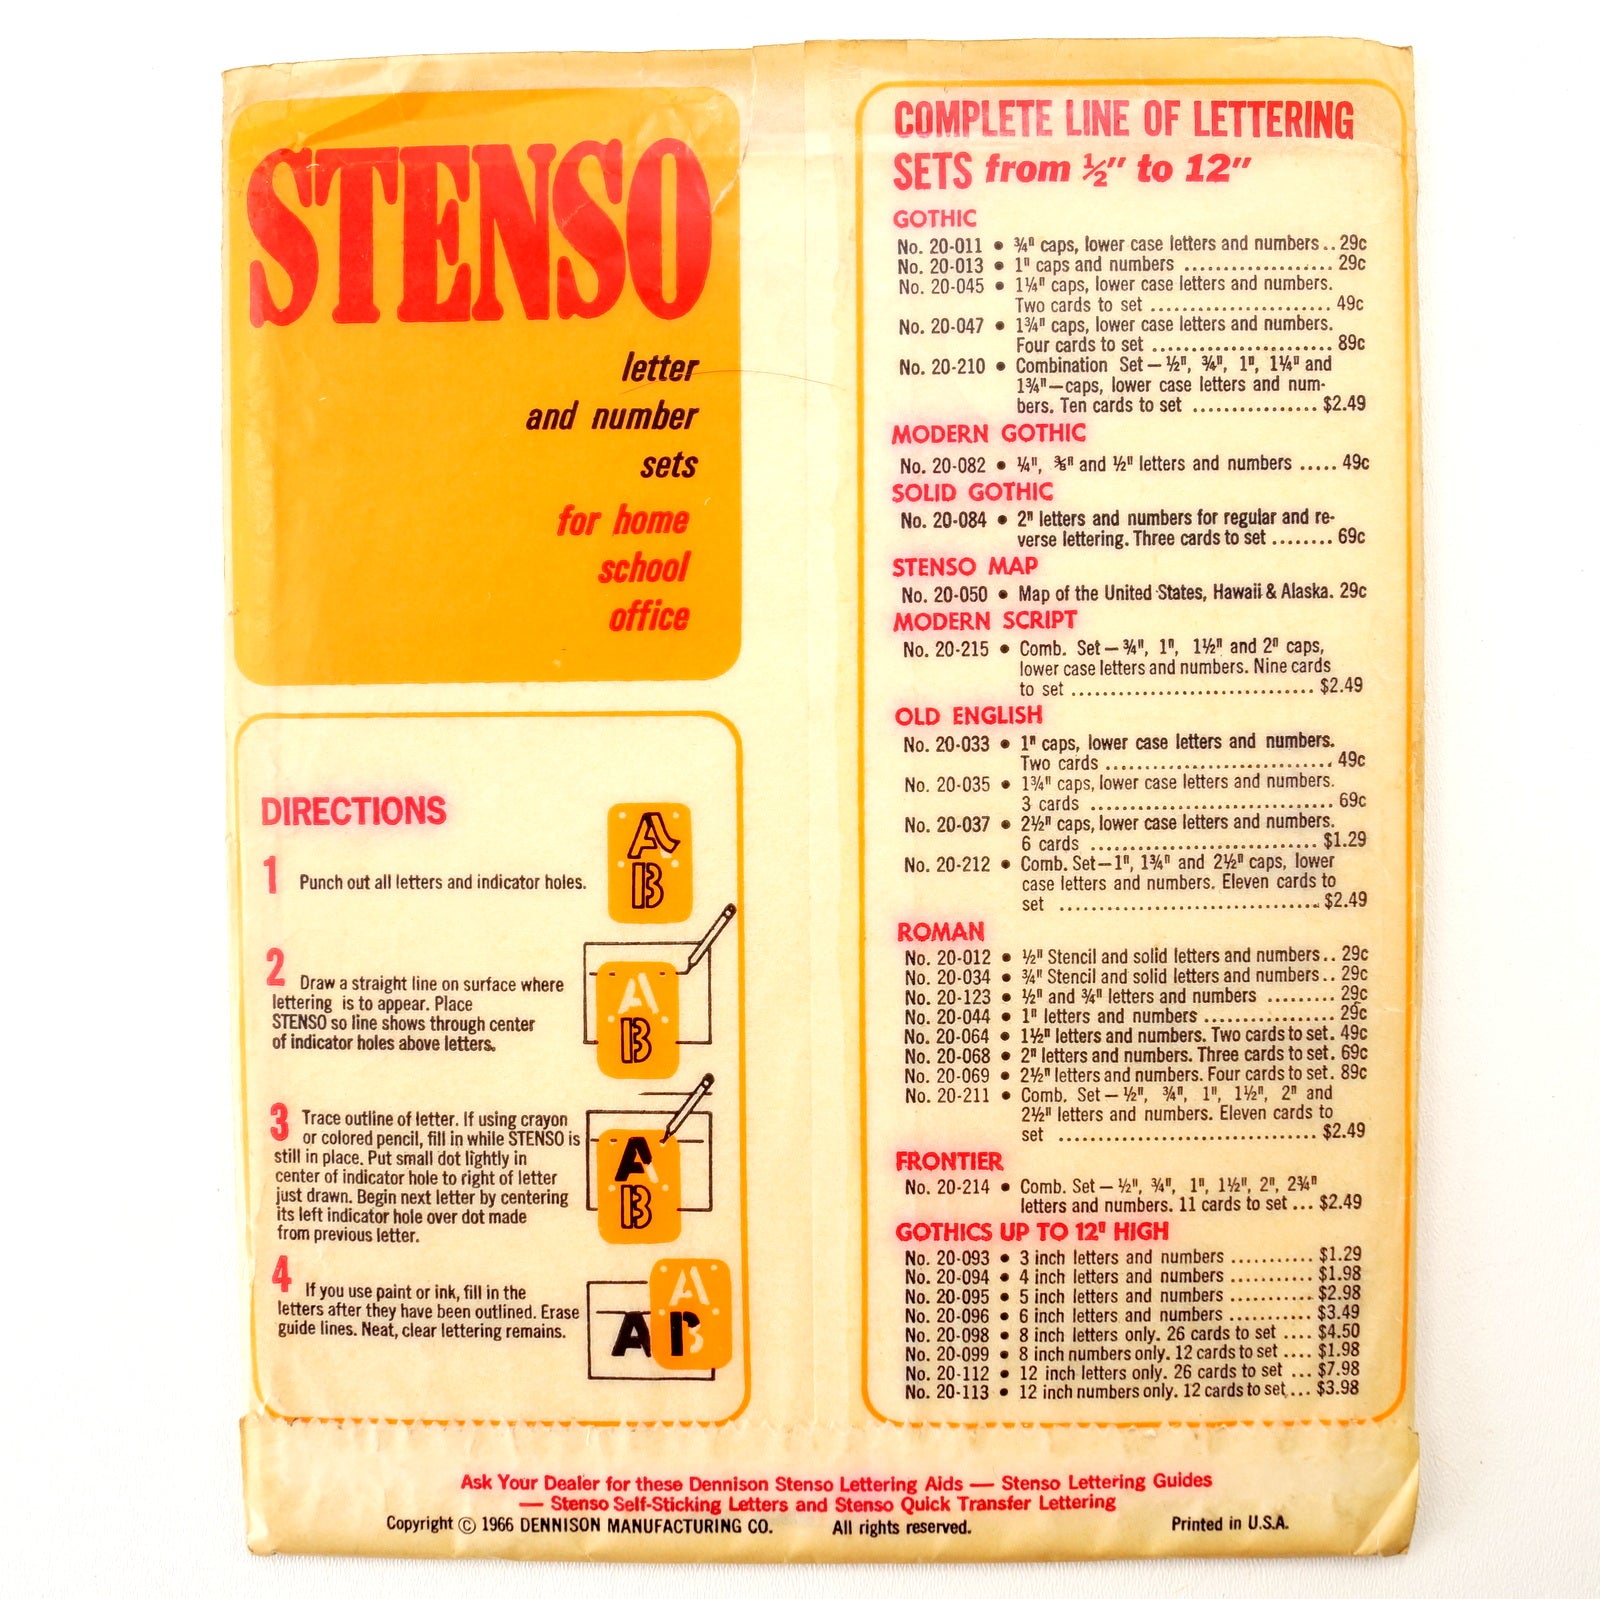 STENSO
letter
and number
sets
for home
school
office
DIRECTIONS
1 Punch out all letters and indicator holes.
A
B
2 Draw a straight line on surface where
lettering is to appear. Place
STENSO so line shows through center
of indicator holes above letters.
A
B
3 Trace outline of letter. If using crayon
or colored pencil, fill in while STENSO is
still in place. Put small dot lightly in
center of indicator hole to right of letter
just drawn. Begin next letter by centering
its left indicator hole over dot made
from previous letter.
A
B
4 If you use paint or ink, fill in the
letters after they have been outlined. Erase
guide lines. Neat, clear lettering remains.
A
A B
COMPLETE LINE OF LETTERING
SETS from ½" to 12"
GOTHIC
No. 20-011 • ¾" caps, lower case letters and numbers.. 29c
No. 20-013 • 1" caps and numbers .................. 29c
No. 20-045 • 1¼" caps, lower case letters and numbers.
Two cards to set ....................... 49c
No. 20-047 • 1¾" caps, lower case letters and numbers.
Four cards to set ...................... 89c
No. 20-210 • Combination Set — ½", ¾", 1", 1¼" and
1¾"—caps, lower case letters and num-
bers. Ten cards to set ................ $2.49
MODERN GOTHIC
No. 20-082 • ¼", ⅜" and ½" letters and numbers ..... 49c
SOLID GOTHIC
No. 20-084 • 2" letters and numbers for regular and re-
verse lettering. Three cards to set ........ 69c
STENSO MAP
No. 20-050 • Map of the United States, Hawaii & Alaska. 29c
MODERN SCRIPT
No. 20-215 • Comb. Set — ¾", 1", 1½" and 2" caps,
lower case letters and numbers. Nine cards
to set ............................... $2.49
OLD ENGLISH
No. 20-033 • 1" caps, lower case letters and numbers.
Two cards ............................ 49c
No. 20-035 • 1¾" caps, lower case letters and numbers.
3 cards .............................. 69c
No. 20-037 • 2½" caps, lower case letters and numbers.
6 cards ............................. $1.29
No. 20-212 • Comb. Set—1", 1¾" and 2½" caps, lower
case letters and numbers. Eleven cards to
set ................................. $2.49
ROMAN
No. 20-012 • ½" Stencil and solid letters and numbers.. 29c
No. 20-034 • ¾" Stencil and solid letters and numbers.. 29c
No. 20-123 • ½" and ¾" letters and numbers ......... 29c
No. 20-044 • 1" letters and numbers ................ 29c
No. 20-064 • 1½" letters and numbers. Two cards to set. 49c
No. 20-068 • 2" letters and numbers. Three cards to set. 69c
No. 20-069 • 2½" letters and numbers. Four cards to set. 89c
No. 20-211 • Comb. Set — ½", ¾", 1", 1½", 2" and
2½" letters and numbers. Eleven cards to
set ................................. $2.49
FRONTIER
No. 20-214 • Comb. Set — ½", ¾", 1", 1½", 2", 2¾"
letters and numbers. 11 cards to set ... $2.49
GOTHICS UP TO 12" HIGH
No. 20-093 • 3 inch letters and numbers ........... $1.29
No. 20-094 • 4 inch letters and numbers ........... $1.98
No. 20-095 • 5 inch letters and numbers ........... $2.98
No. 20-096 • 6 inch letters and numbers ........... $3.49
No. 20-098 • 8 inch letters only. 26 cards to set .... $4.50
No. 20-099 • 8 inch numbers only. 12 cards to set .... $1.98
No. 20-112 • 12 inch letters only. 26 cards to set ... $7.98
No. 20-113 • 12 inch numbers only. 12 cards to set... $3.98
Ask Your Dealer for these Dennison Stenso Lettering Aids — Stenso Lettering Guides
— Stenso Self-Sticking Letters and Stenso Quick Transfer Lettering
Copyright © 1966 DENNISON MANUFACTURING CO. All rights reserved. Printed in U.S.A.